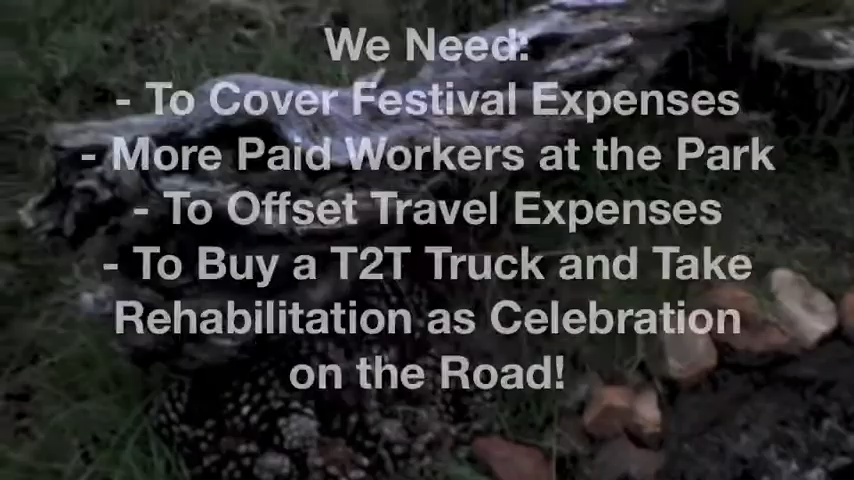 We Need:
- To Cover Festival Expenses
- More Paid Workers at the Park
- To Offset Travel Expenses
- To Buy a T2T Truck and Take
Rehabilitation as Celebration
on the Road!